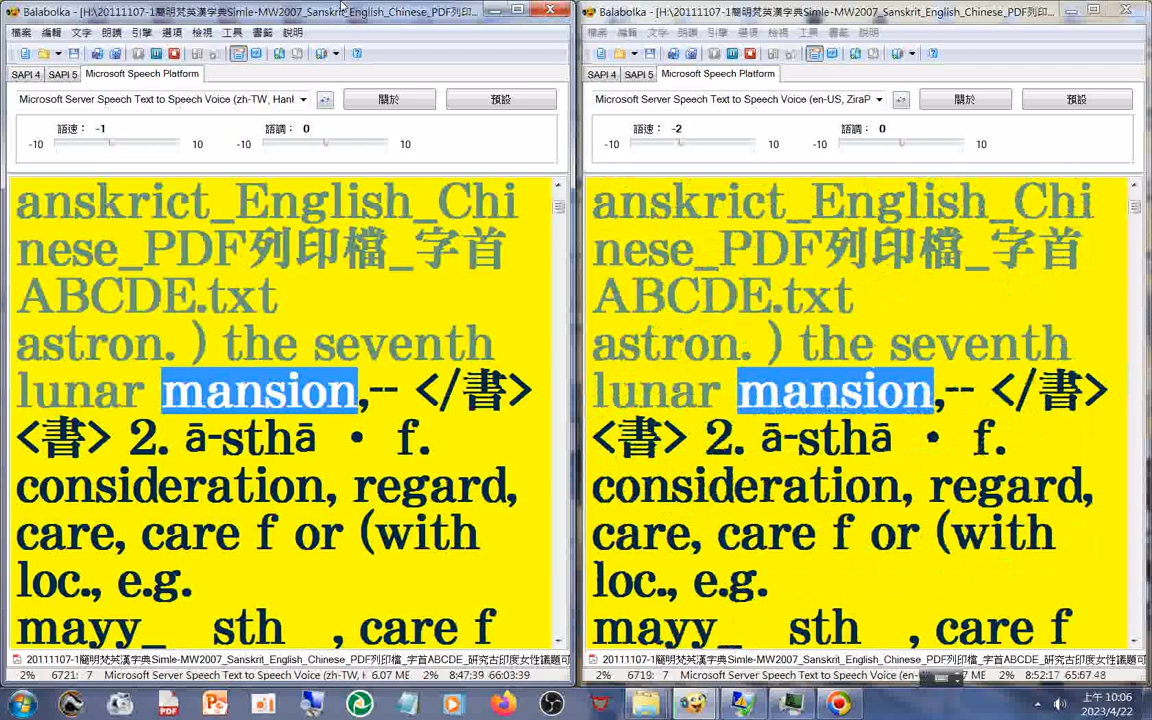 Balabolka - [H:\20111107-1簡明梵英漢字典Simle-MW2007_Sanskrit_English_Chinese_PDF列印...
檔案 編輯 文字 朗讀 引擎 選項 檢視 工具 書籤 說明
SAPI 4 SAPI 5 Microsoft Speech Platform
Microsoft Server Speech Text to Speech Voice (zh-TW, Hanl
關於 預設
語速： -1 語調： 0
-10 10 -10 10
anskrict_English_Chi
nese_PDF列印檔_字首
ABCDE.txt
astron. ) the seventh
lunar mansion,-- </書>
<書> 2. ā-sthā • f.
consideration, regard,
care, care f or (with
loc., e.g.
mayy_ sth , care f
20111107-1簡明梵英漢字典Simle-MW2007_Sanskrit_English_Chinese_PDF列印檔_字首ABCDE_研究古印度女性議題可
2% 6721: 7 Microsoft Server Speech Text to Speech Voice (zh-TW, H 6.07 MB 2% 8:47:39 66:03:39
Balabolka - [H:\20111107-1簡明梵英漢字典Simle-MW2007_Sanskrit_English_Chinese_PDF列印...
檔案 編輯 文字 朗讀 引擎 選項 檢視 工具 書籤 說明
SAPI 4 SAPI 5 Microsoft Speech Platform
Microsoft Server Speech Text to Speech Voice (en-US, ZiraP
關於 預設
語速： -2 語調： 0
-10 10 -10 10
anskrict_English_Chi
nese_PDF列印檔_字首
ABCDE.txt
astron. ) the seventh
lunar mansion,-- </書>
<書> 2. ā-sthā • f.
consideration, regard,
care, care f or (with
loc., e.g.
mayy_ sth , care f
20111107-1簡明梵英漢字典Simle-MW2007_Sanskrit_English_Chinese_PDF列印檔_字首ABCDE_研究古印度女性議題可
2% 6719: 7 Microsoft Server Speech Text to Speech Voice (en-U MB 2% 8:52:17 65:67:48
上午 10:06
2023/4/22